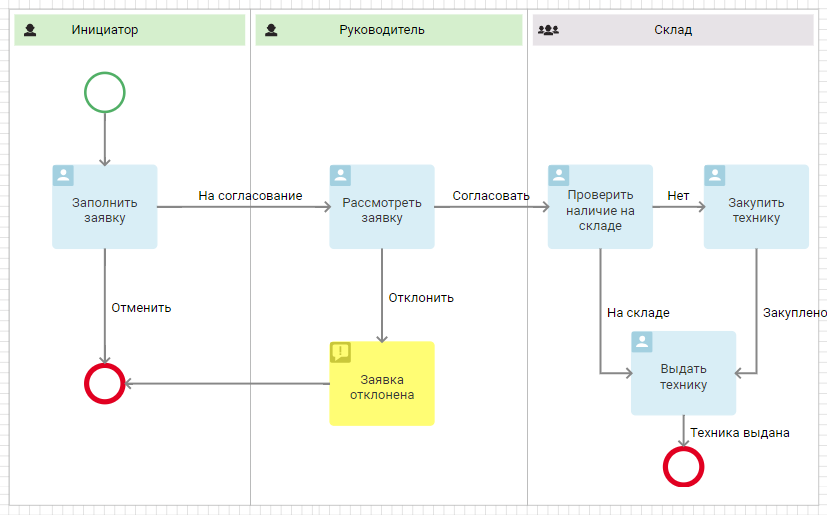 Инициатор
Руководитель
Склад
Заполнить
заявку
На согласование
Рассмотреть
заявку
Согласовать
Проверить
наличие на
складе
Нет
Закупить
технику
Отменить
Отклонить
На складе
Закуплено
Заявка
отклонена
Выдать
технику
Техника выдана